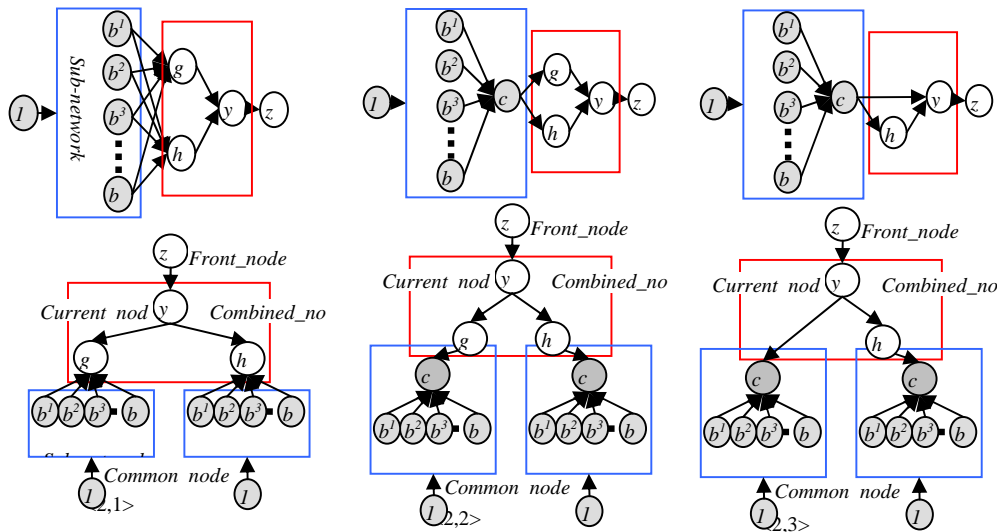 b1 b1 b1
g g
b2 b2 b2
1 Sub-network b3 y z 1 b3 c y z 1 b3 c y z
h h h
b b b
z Front_node z Front_node z Front_node
Current nod y Combined_no Current nod y Combined_no Current nod y Combined_no
g h g h h
c c c c
b1 b2 b3 b b1 b2 b3 b b1 b2 b3 b b1 b2 b3 b b1 b2 b3 b b1 b2 b3 b
Common node Common node Common node
1 1 1 1 1 1
2,1> 2,2> 2,3>